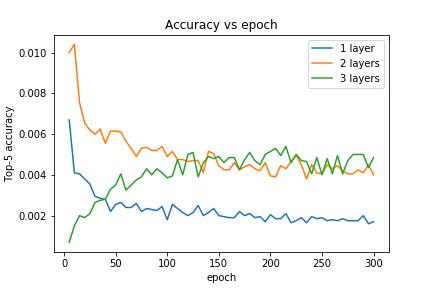 Accuracy vs epoch
1 layer
2 layers
3 layers
0.010
0.008
0.006
0.004
0.002
Top-5 accuracy
0 50 100 150 200 250 300
epoch